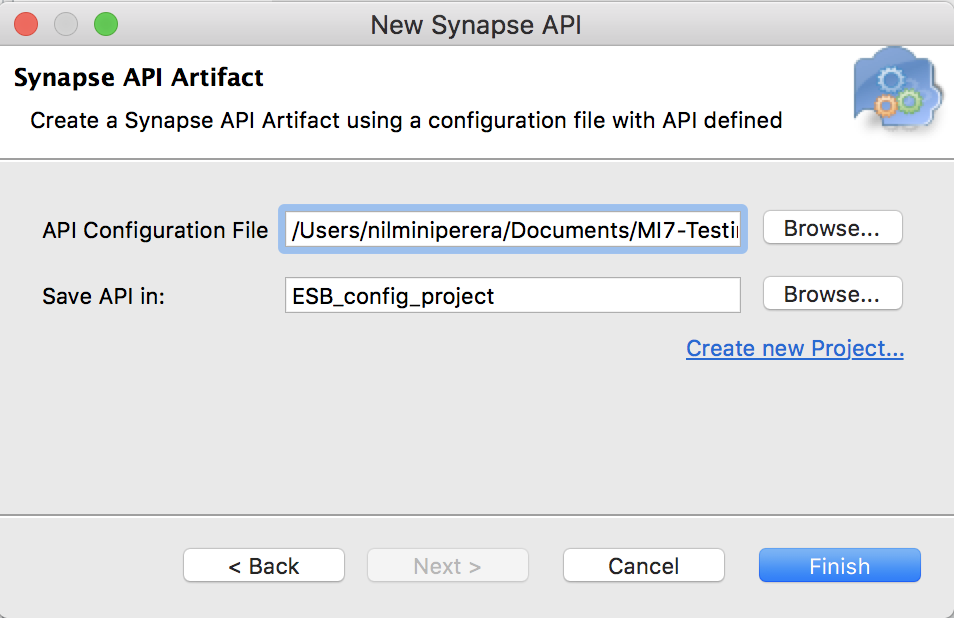 New Synapse API
Synapse API Artifact
Create a Synapse API Artifact using a configuration file with API defined
API Configuration File /Users/nilminiperera/Documents/MI7-Testi Browse...
Save API in: ESB_config_project Browse...
Create new Project...
< Back Next > Cancel Finish